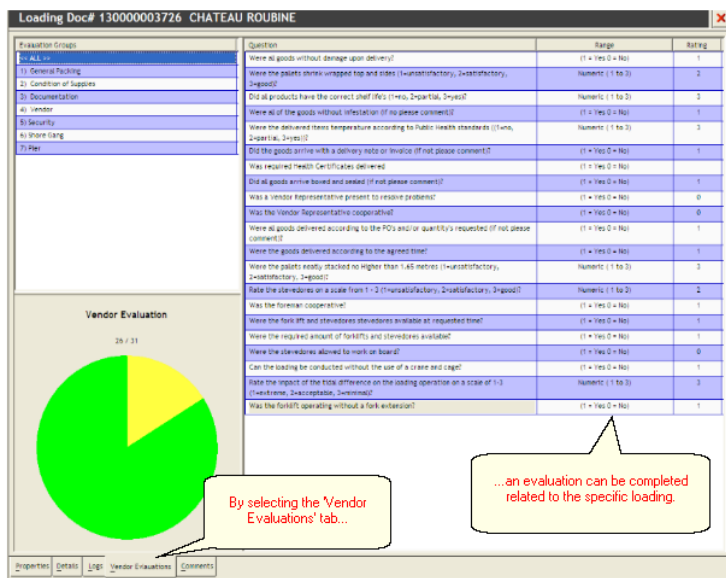 Loading Doc# 130000003726 CHATEAU ROUBINE
Evaluation Groups
<< ALL >>
1) General Packing
2) Condition of Supplies
3) Documentation
4) Vendor
5) Security
6) Shore Gang
7) Pier
Vendor Evaluation
26 / 31
Question Range Rating
Were all goods without damage upon delivery? (1 = Yes 0 = No) 1
Were the palets shrink wrapped top and sides (1=unsatisfactory, 2=satisfactory, Numeric ( 1 to 3) 2
3=good)?
Did all products have the correct shelf life's (1=no, 2=partial, 3=yes)? Numeric ( 1 to 3) 3
Were all of the goods without infestation (if no please comment)? (1 = Yes 0 = No) 1
Were the delivered items temperature according to Public Health standards ((1=no, Numeric ( 1 to 3) 3
2=partial, 3=yes)?
Did the goods arrive with a delivery note or invoice (if not please comment)? (1 = Yes 0 = No) 1
Was required Health Certificates delivered (1 = Yes 0 = No)
Did all goods arrive boxed and sealed (if not please comment)? (1 = Yes 0 = No) 1
Was a Vendor Representative present to resolve problems? (1 = Yes 0 = No) 0
Was the Vendor Representative cooperative? (1 = Yes 0 = No) 0
Were all goods delivered according to the PO's and/or quantity's requested (if not please (1 = Yes 0 = No) 1
comment)?
Were the goods delivered according to the agreed time? (1 = Yes 0 = No) 1
Were the palets neatly stacked no Higher than 1.65 metres (1=unsatisfactory, Numeric ( 1 to 3) 3
2=satisfactory, 3=good)?
Rate the stevedores on a scale from 1 - 3 (1=unsatisfactory, 2=satisfactory, 3=good)? Numeric ( 1 to 3) 2
Was the foreman cooperative? (1 = Yes 0 = No) 1
Were the fork lift and stevedores stevedores available at requested time? (1 = Yes 0 = No) 1
Were the required amount of forklifts and stevedores available? (1 = Yes 0 = No) 1
Were the stevedores allowed to work on board? (1 = Yes 0 = No) 0
Can the loading be conducted without the use of a crane and cage? (1 = Yes 0 = No) 1
Rate the impact of the tidal difference on the loading operation on a scale of 1-3 Numeric ( 1 to 3) 3
(1=extreme, 2=acceptable, 3=minimal)?
Was the forklift operating without a fork extension? (1 = Yes 0 = No) 1
By selecting the 'Vendor
Evaluations' tab...
...an evaluation can be completed
related to the specific loading.
Properties Details Logs Vendor Evlauations Comments